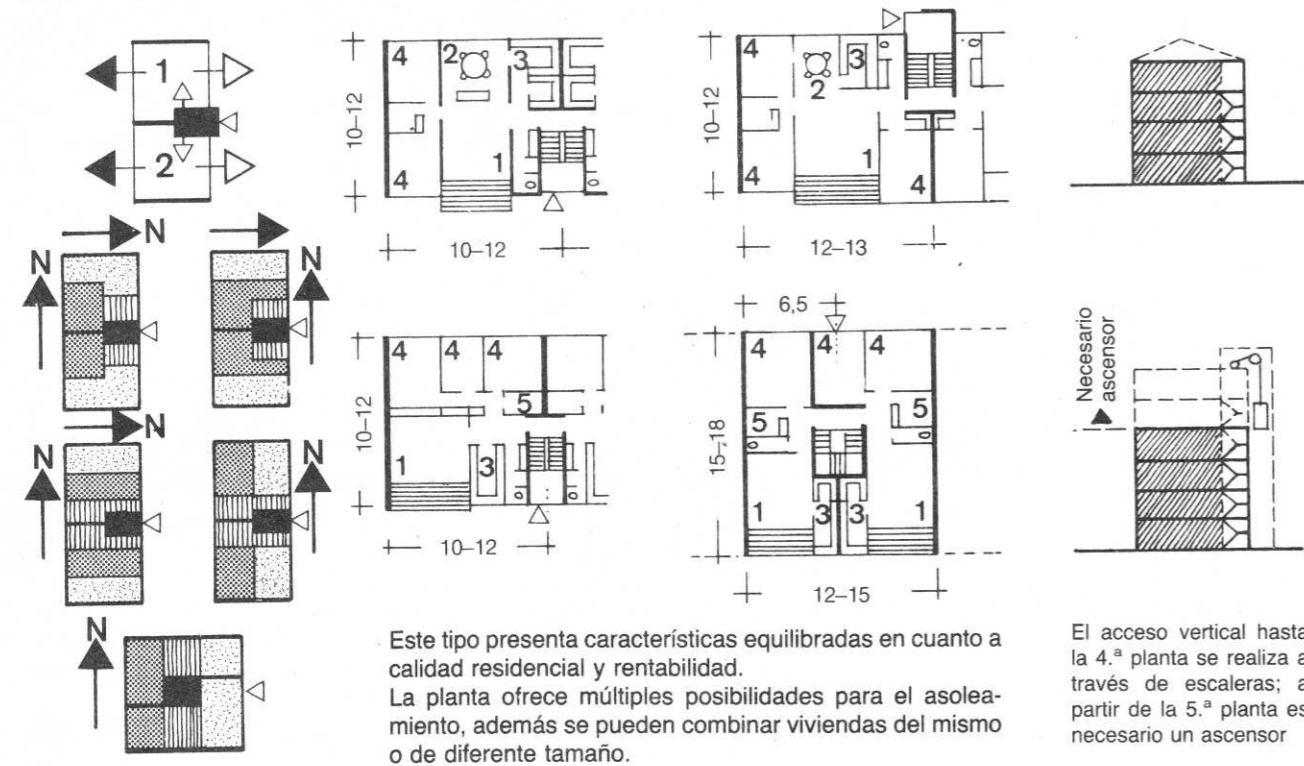 1
2
N
N
N
N
N
N
N
4
2
3
4
1
10–12
10–12
4
2
3
4
1
4
10–12
12–13
4
4
4
5
1
3
10–12
10–12
6,5
4
4
4
5
5
1
3
3
1
15–18
12–15
Necesario
ascensor
Este tipo presenta características equilibradas en cuanto a
calidad residencial y rentabilidad.
La planta ofrece múltiples posibilidades para el asolea-
miento, además se pueden combinar viviendas del mismo
o de diferente tamaño.
El acceso vertical hasta
la 4.ª planta se realiza a
través de escaleras; a
partir de la 5.ª planta es
necesario un ascensor